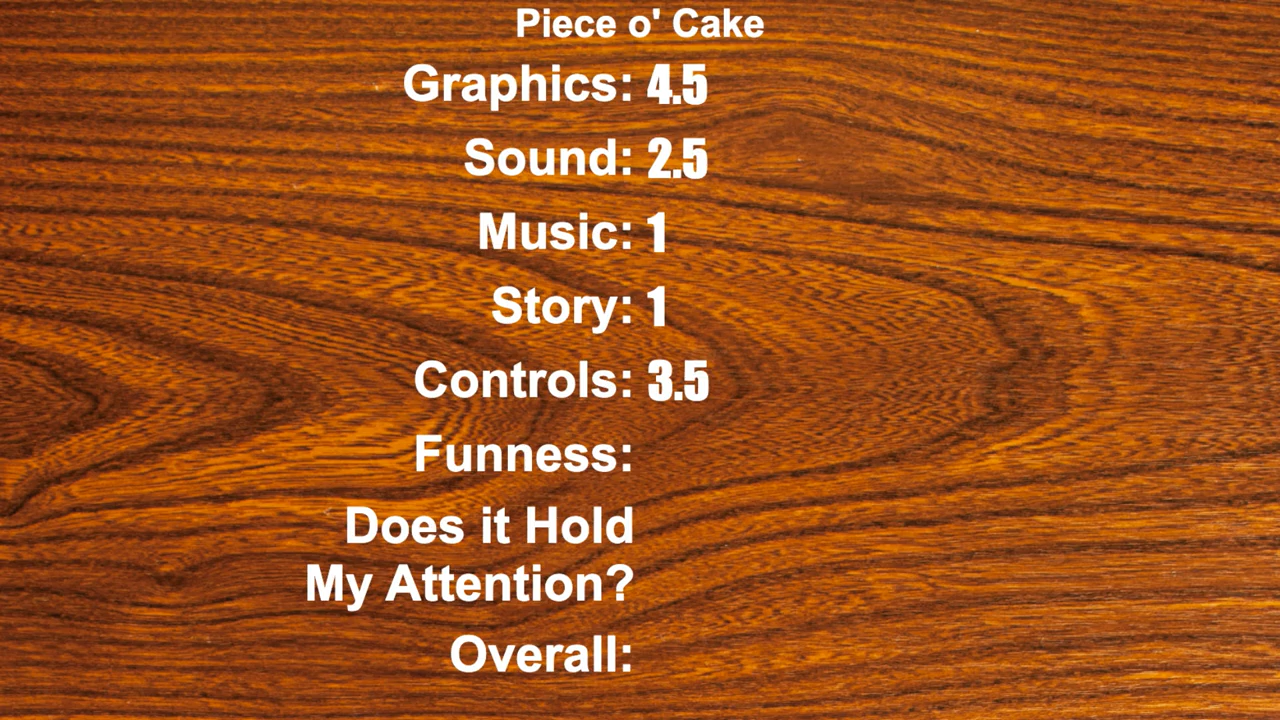 Piece o' Cake
Graphics: 4.5
Sound: 2.5
Music: 1
Story: 1
Controls: 3.5
Funness:
Does it Hold
My Attention?
Overall: